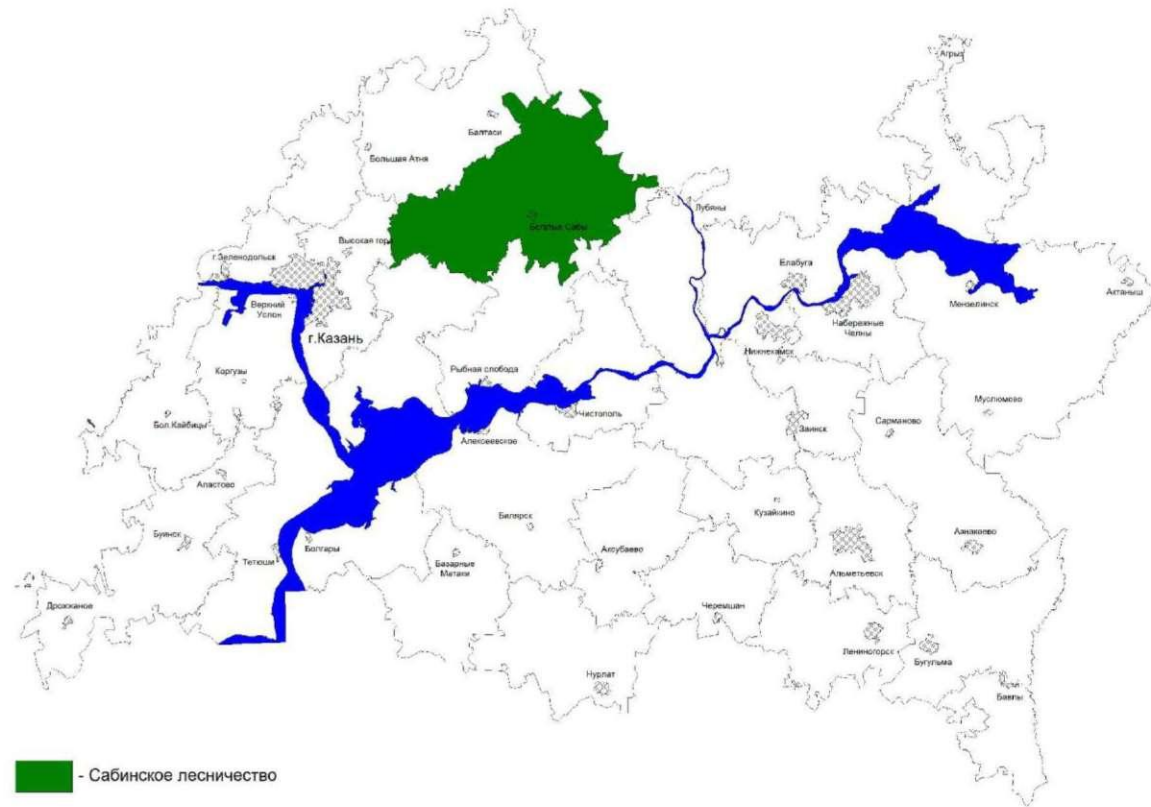 Агрыз
Балтаси
Большая Атня
Лубяны
Богатые Сабы
Высокая гора
г.Зеленодольск
Елабуга
Актаныш
Мензелинск
Верхний
Услон
Набережные
Челны
г.Казань
Нижнекамск
Рыбная слобода
Коргузы
Муслюмово
Бол.Кайбицы
Чистополь
Сарманово
Заинск
Алексеевское
Апастово
Кузайкино
Билярск
Буинск
Азнакаево
Болгары
Аксубаево
Тетюши
Базарные
Матаки
Альметьевск
Дрожжаное
Черемшан
Лениногорск
Бугульма
Нурлат
Бавлы
- Сабинское лесничество